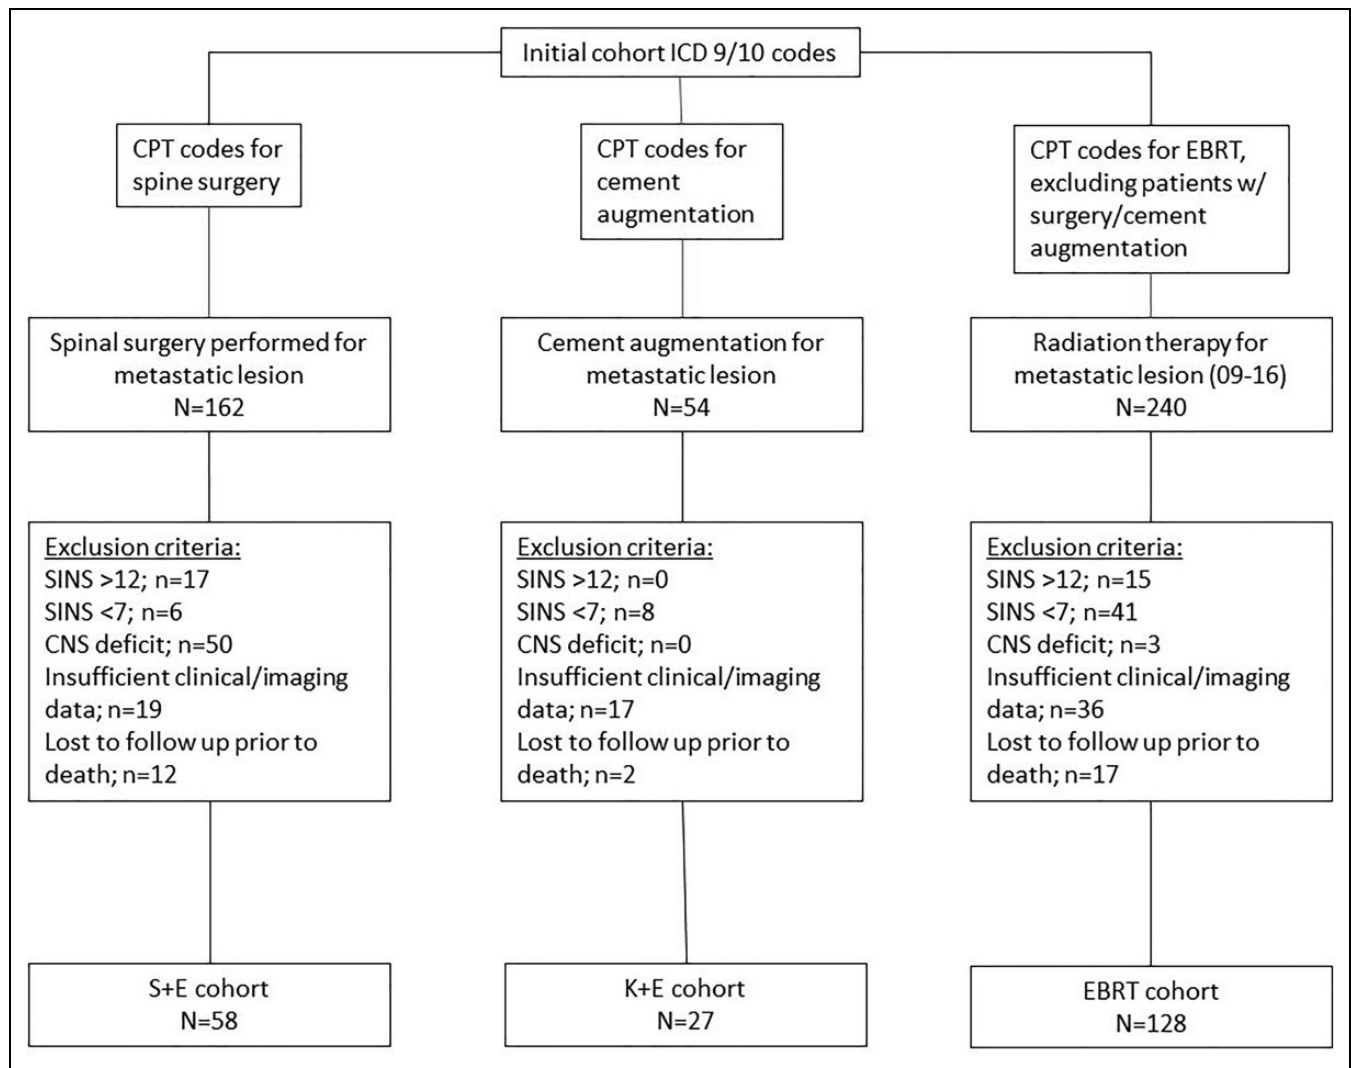 Initial cohort ICD 9/10 codes
CPT codes for
spine surgery
CPT codes for
cement
augmentation
CPT codes for EBRT,
excluding patients w/
surgery/cement
augmentation
Spinal surgery performed for
metastatic lesion
N=162
Cement augmentation for
metastatic lesion
N=54
Radiation therapy for
metastatic lesion (09-16)
N=240
Exclusion criteria:
SINS >12; n=17
SINS <7; n=6
CNS deficit; n=50
Insufficient clinical/imaging
data; n=19
Lost to follow up prior to
death; n=12
Exclusion criteria:
SINS >12; n=0
SINS <7; n=8
CNS deficit; n=0
Insufficient clinical/imaging
data; n=17
Lost to follow up prior to
death; n=2
Exclusion criteria:
SINS >12; n=15
SINS <7; n=41
CNS deficit; n=3
Insufficient clinical/imaging
data; n=36
Lost to follow up prior to
death; n=17
S+E cohort
N=58
K+E cohort
N=27
EBRT cohort
N=128